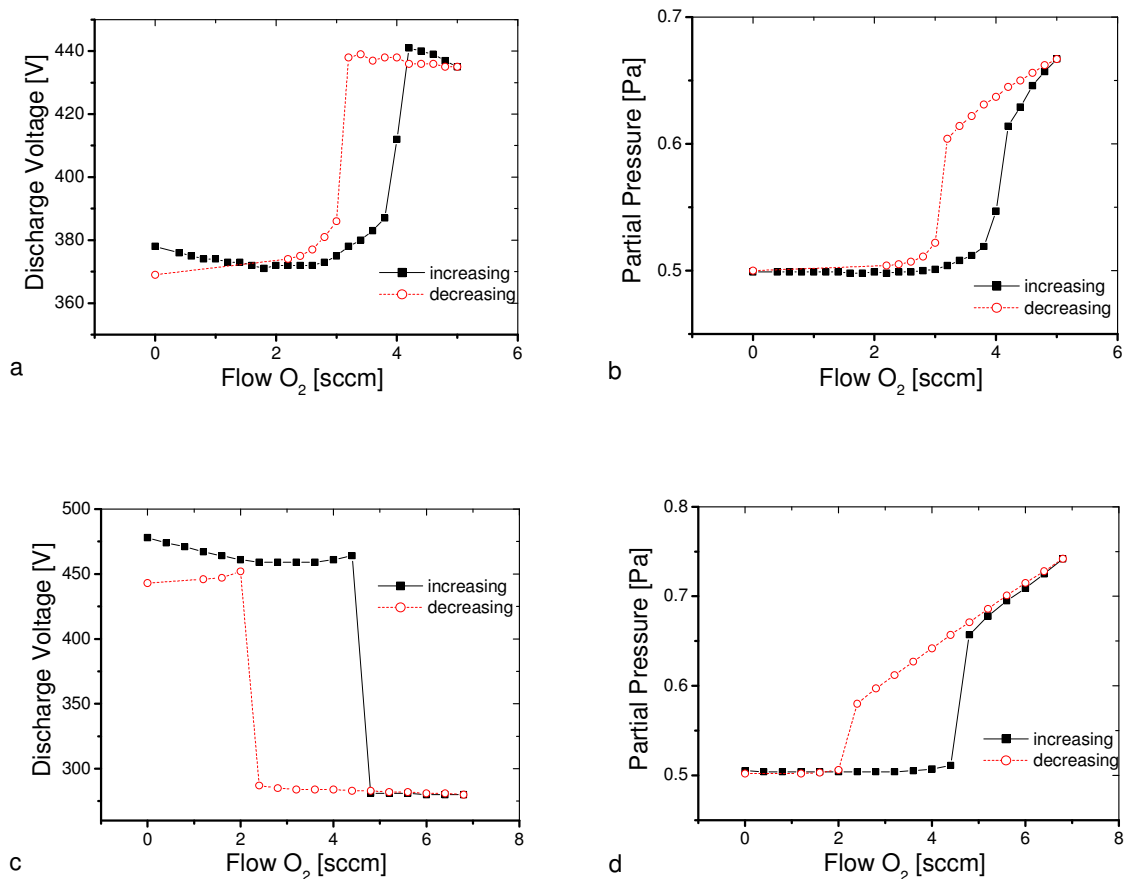 440
420
400
380
360
Discharge Voltage [V]
increasing
decreasing
0 2 4 6
Flow O2 [sccm]
a
0.7
0.6
0.5
Partial Pressure [Pa]
increasing
decreasing
0 2 4 6
Flow O2 [sccm]
b
500
450
400
350
300
Discharge Voltage [V]
increasing
decreasing
0 2 4 6 8
Flow O2 [sccm]
c
0.8
0.7
0.6
0.5
Partial Pressure [Pa]
increasing
decreasing
0 2 4 6 8
Flow O2 [sccm]
d